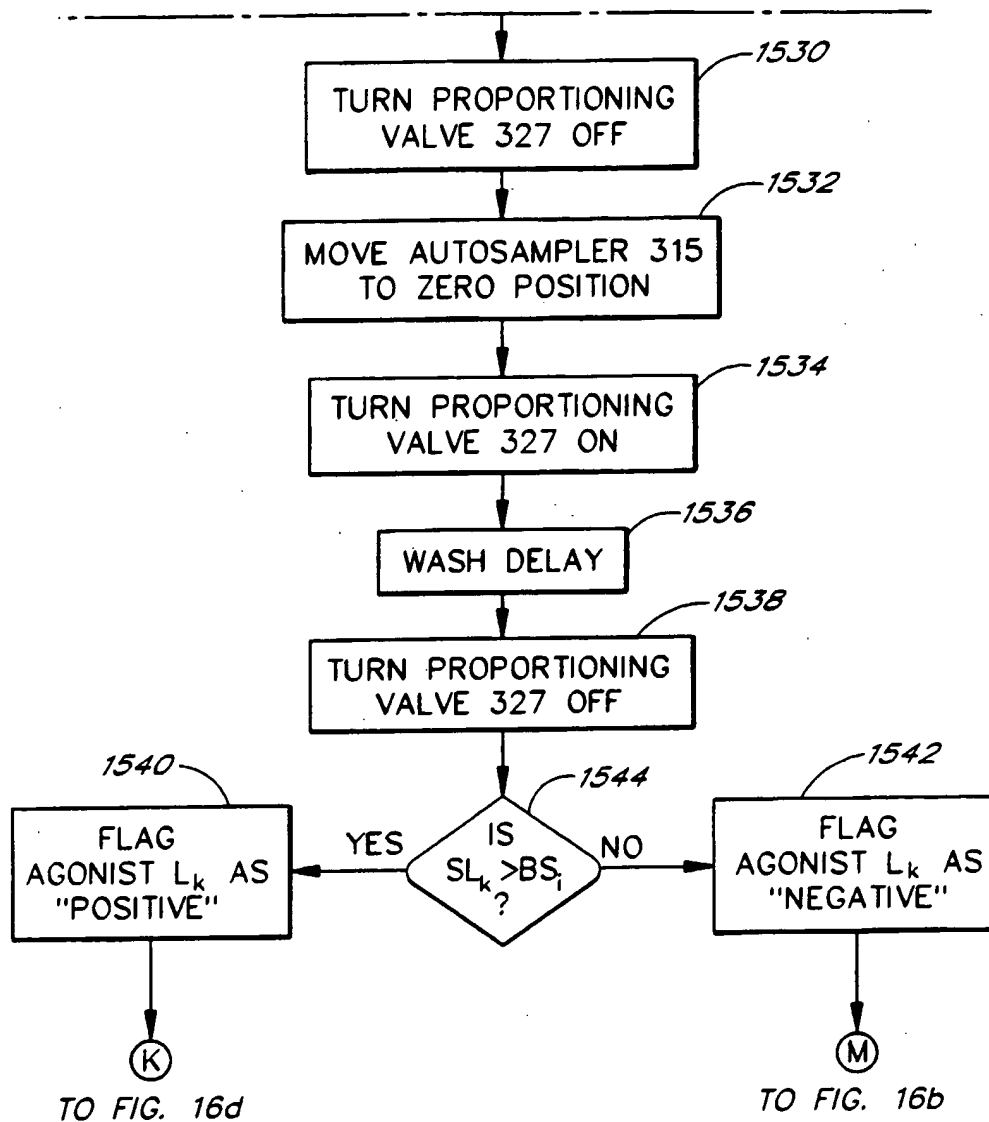 1530
TURN PROPORTIONING
VALVE 327 OFF
1532
MOVE AUTOSAMPLER 315
TO ZERO POSITION
1534
TURN PROPORTIONING
VALVE 327 ON
1536
WASH DELAY
1538
TURN PROPORTIONING
VALVE 327 OFF
1540
FLAG
AGONIST Lk AS
"POSITIVE"
YES
1544
IS
SLk >BSi
?
NO
1542
FLAG
AGONIST Lk AS
"NEGATIVE"
K
TO FIG. 16d
M
TO FIG. 16b